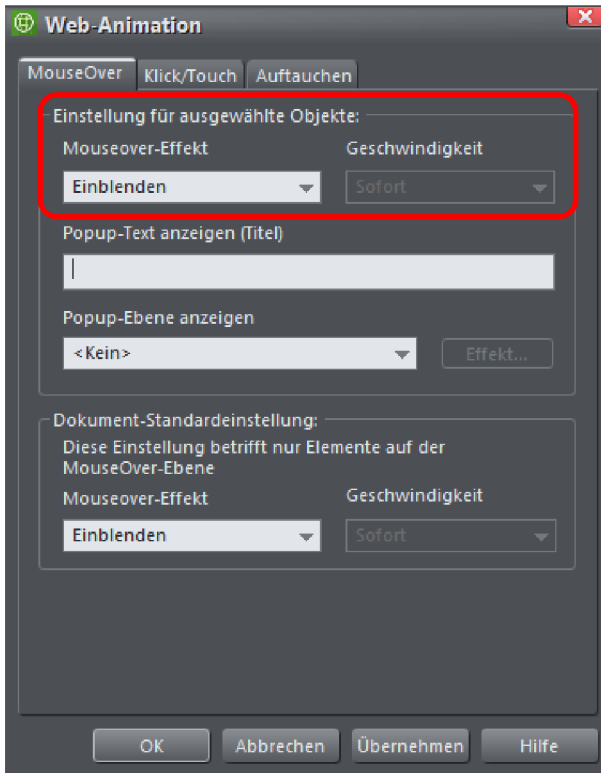 Web-Animation
MouseOver Klick/Touch Auftauchen
Einstellung für ausgewählte Objekte:
Mouseover-Effekt Geschwindigkeit
Einblenden Sofort
Popup-Text anzeigen (Titel)
Popup-Ebene anzeigen
<Kein> Effekt...
Dokument-Standardeinstellung:
Diese Einstellung betrifft nur Elemente auf der
MouseOver-Ebene
Mouseover-Effekt Geschwindigkeit
Einblenden Sofort
OK Abbrechen Übernehmen Hilfe